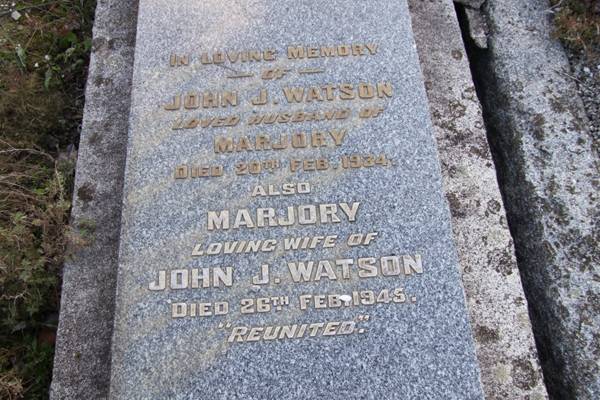 IN LOVING MEMORY
— OF —
JOHN J. WATSON
LOVED HUSBAND OF
MARJORY
DIED 20TH FEB. 1934.
ALSO
MARJORY
LOVING WIFE OF
JOHN J. WATSON
DIED 26TH FEB. 1945.
"REUNITED".